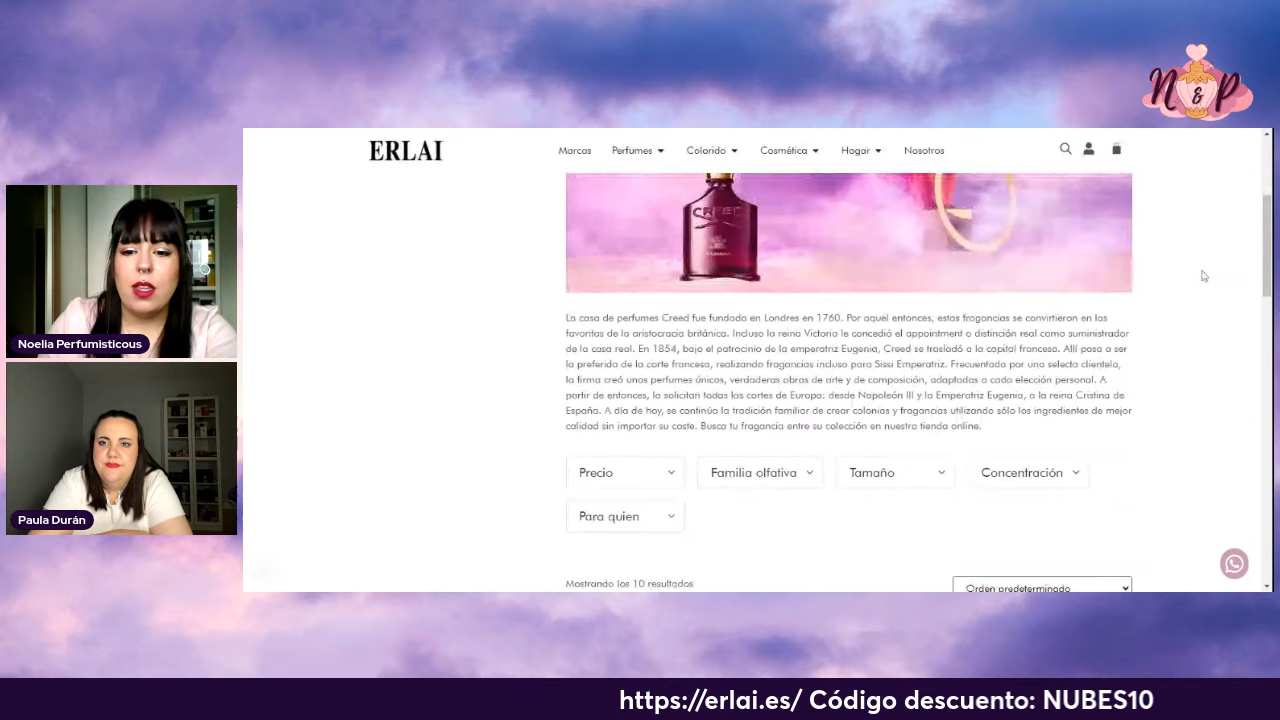 N & P
ERLAI
Marcas Perfumes Colorido Cosmética Hogar Nosotros
CREED
La casa de perfumes Creed fue fundada en Londres en 1760. Por aquel entonces, estas fragancias se convirtieron en las
favoritas de la aristocracia británica. Incluso la reina Victoria le concedió el appointment o distinción real como suministrador
de la casa real. En 1854, bajo el patrocinio de la emperatriz Eugenia, Creed se trasladó a la capital francesa. Allí pasa a ser
la preferida de la corte francesa, realizando fragancias incluso para Sissi Emperatriz. Frecuentada por una selecta clientela,
la firma creó unos perfumes únicos, verdaderas obras de arte y de composición, adaptadas a cada elección personal. A
partir de entonces, la solicitan todas las cortes de Europa: desde Napoleón III y la Emperatriz Eugenia, a la reina Cristina de
España. A día de hoy, se continúa la tradición familiar de crear colonias y fragancias utilizando sólo los ingredientes de mejor
calidad sin importar su coste. Busca tu fragancia entre su colección en nuestra tienda online.
Precio Familia olfativa Tamaño Concentración
Para quien
Mostrando los 10 resultados
Orden predeterminado
Noelia Perfumisticous
Paula Durán
https://erlai.es/ Código descuento: NUBES10